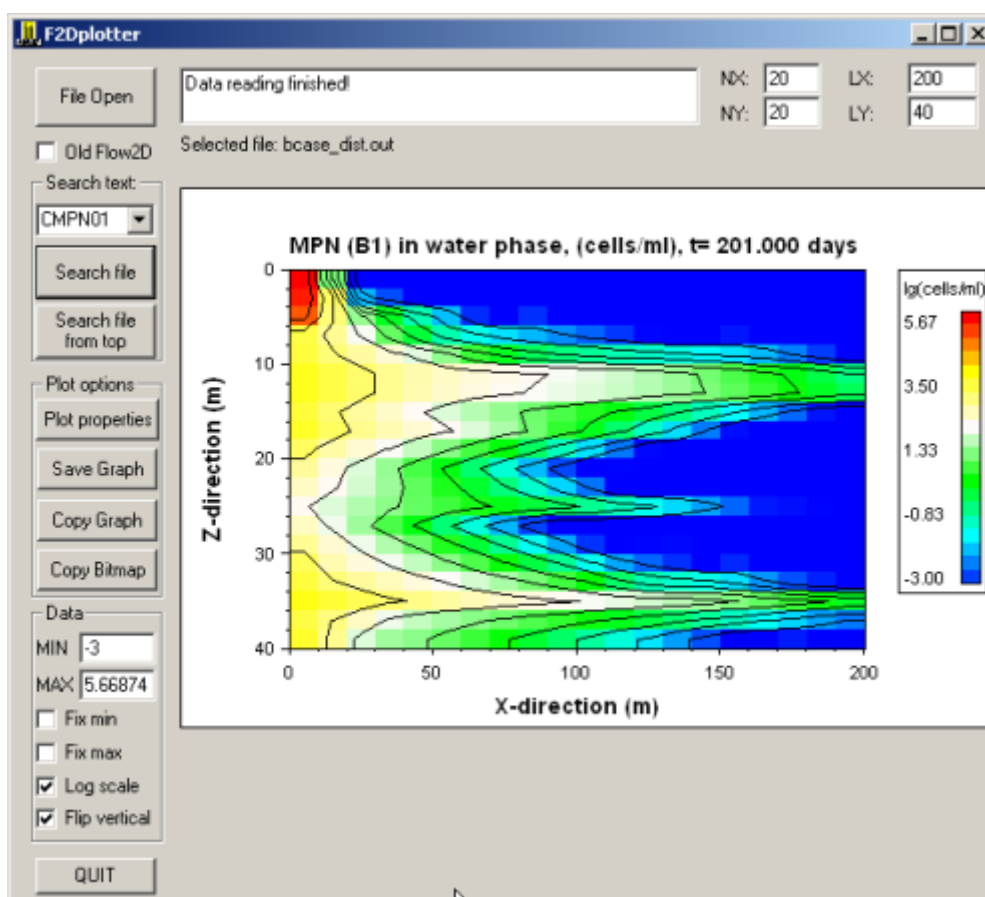 F2Dplotter
File Open
Data reading finished!
NX: 20 LX: 200
NY: 20 LY: 40
Old Flow2D
Selected file: bcase_dist.out
Search text:
CMPN01
Search file
Search file
from top
Plot options
Plot properties
Save Graph
Copy Graph
Copy Bitmap
Data
MIN -3
MAX 5.66874
Fix min
Fix max
Log scale
Flip vertical
QUIT
MPN (B1) in water phase, (cells/ml), t= 201.000 days
Z-direction (m)
0
10
20
30
40
0 50 100 150 200
X-direction (m)
lg(cells/ml)
5.67
3.50
1.33
-0.83
-3.00